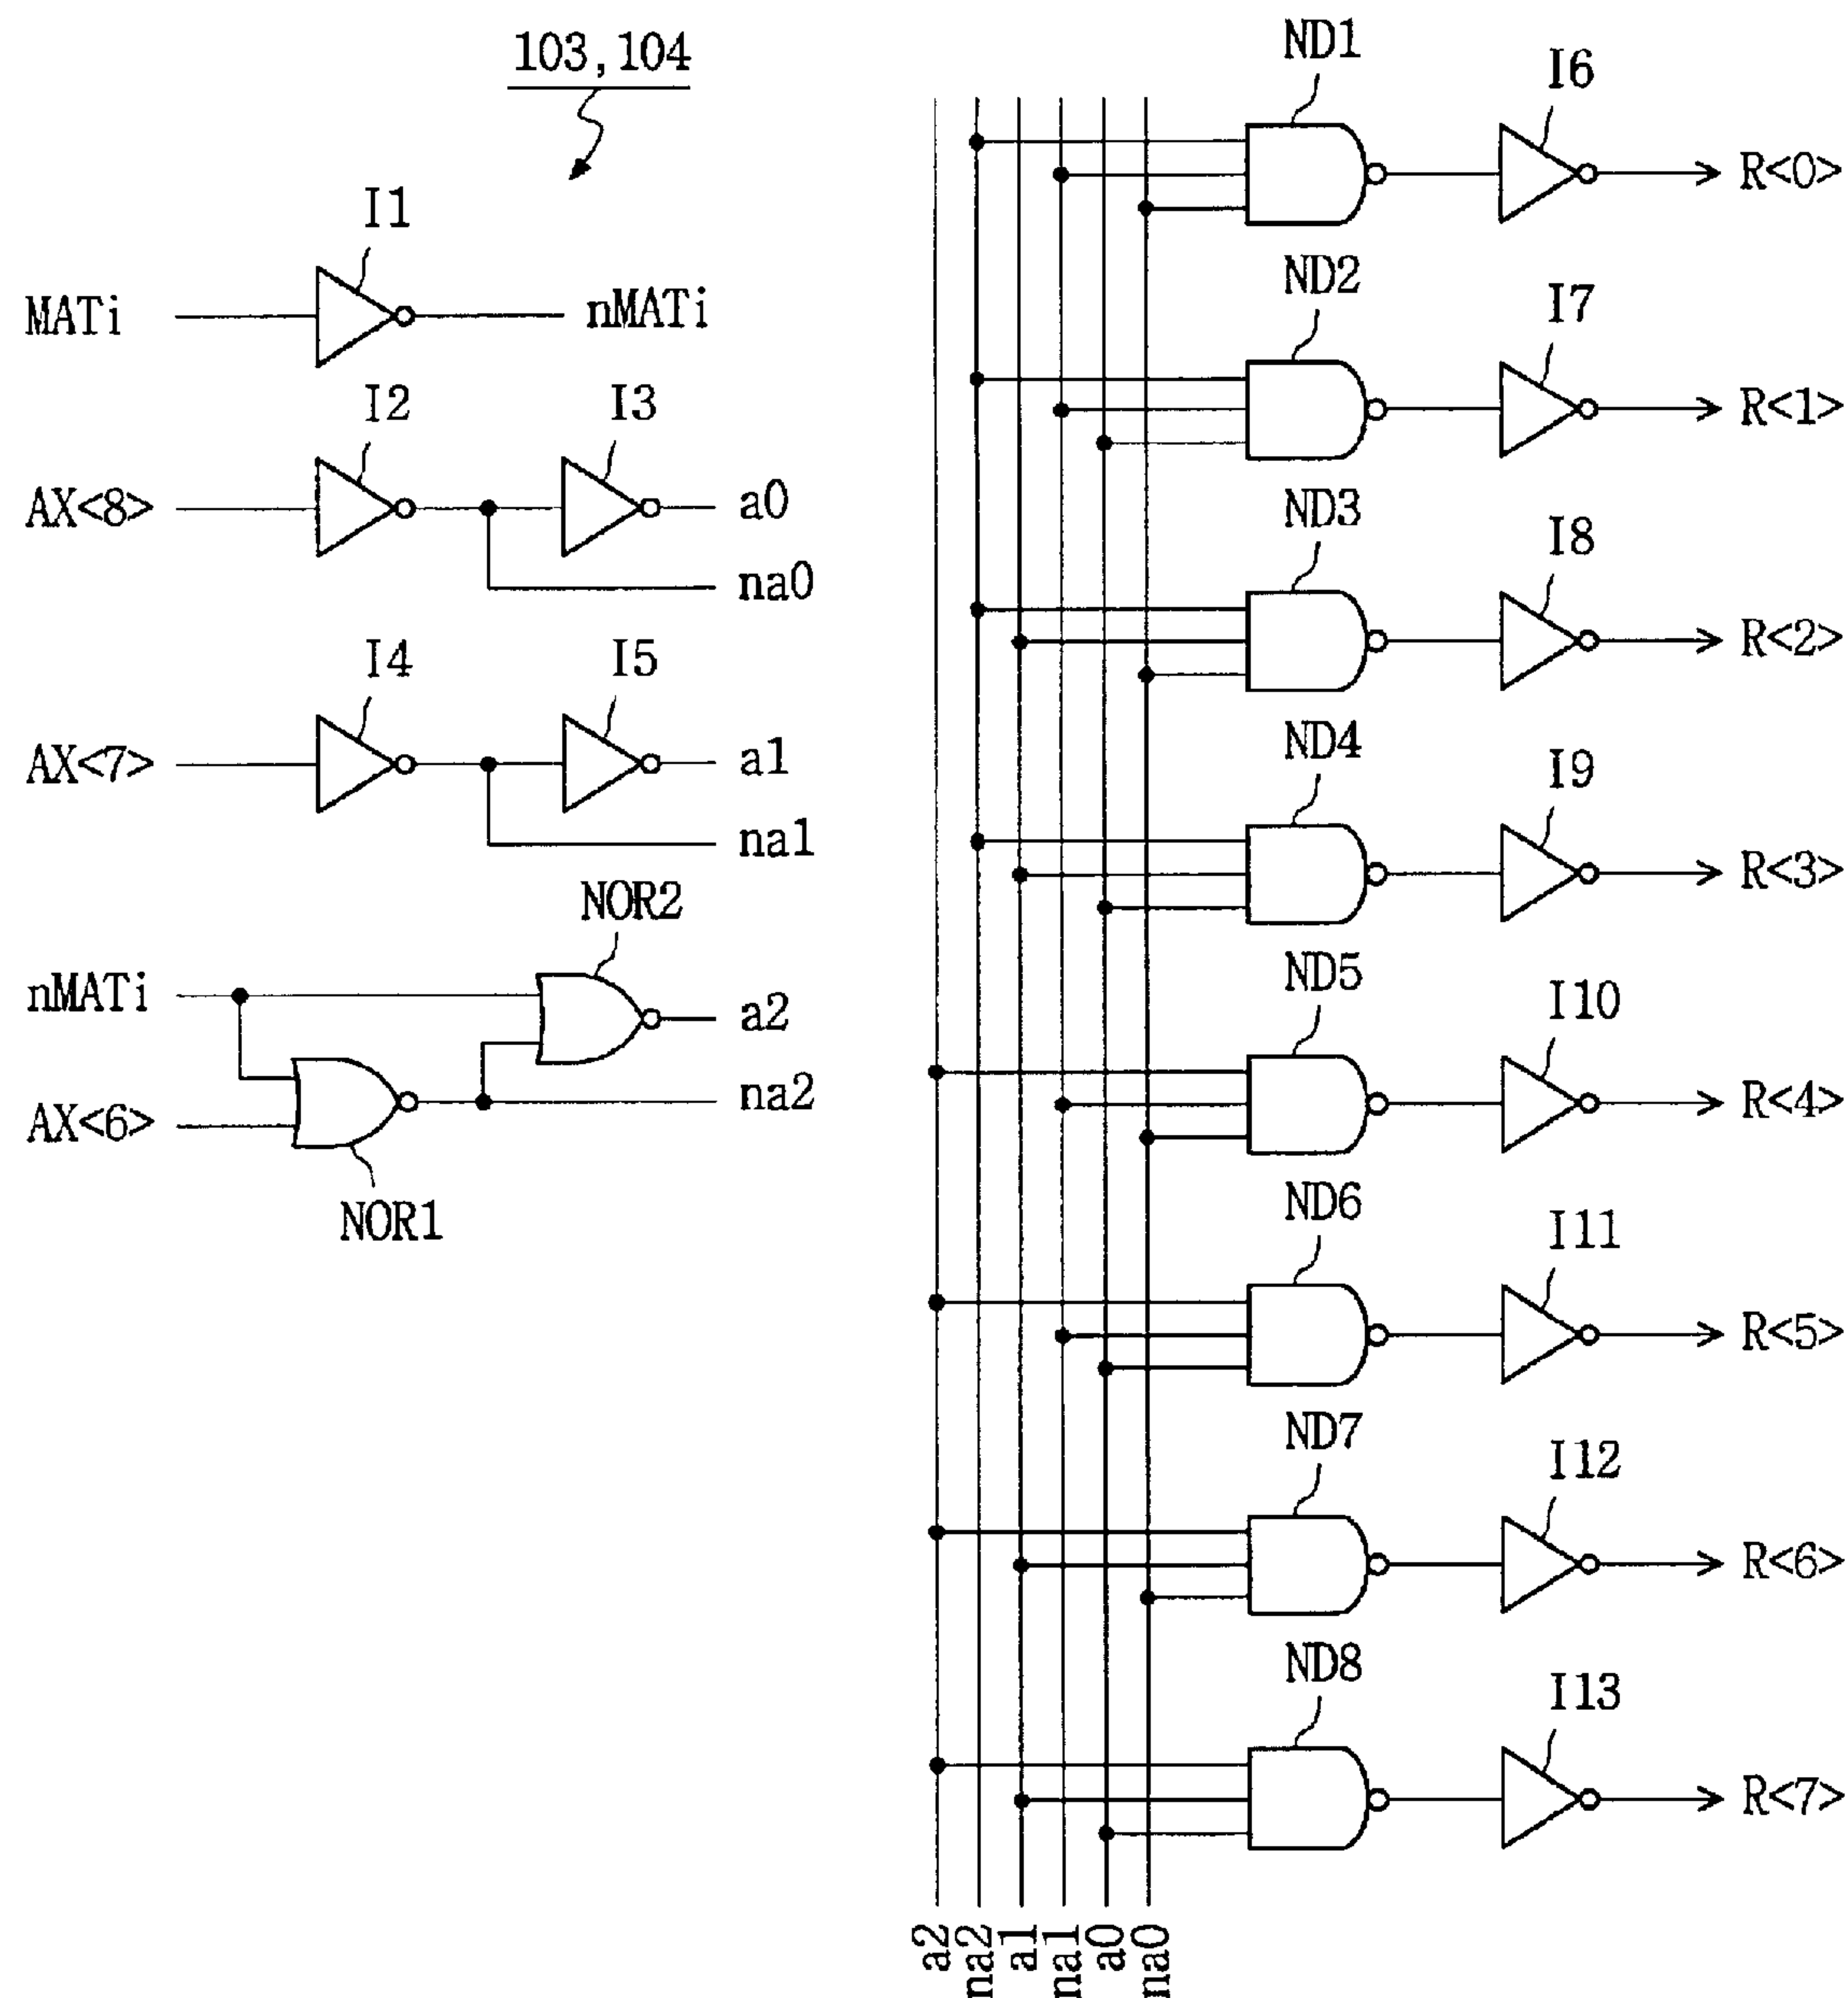 103, 104
I1
MATi
nMATi
I2
I3
AX<8>
a0
na0
I4
I5
AX<7>
a1
na1
NOR2
nMATi
a2
AX<6>
na2
NOR1
ND1
I6
R<0>
ND2
I7
R<1>
ND3
I8
R<2>
ND4
I9
R<3>
ND5
I10
R<4>
ND6
I11
R<5>
ND7
I12
R<6>
ND8
I13
R<7>
a2
na2
a1
na1
a0
na0